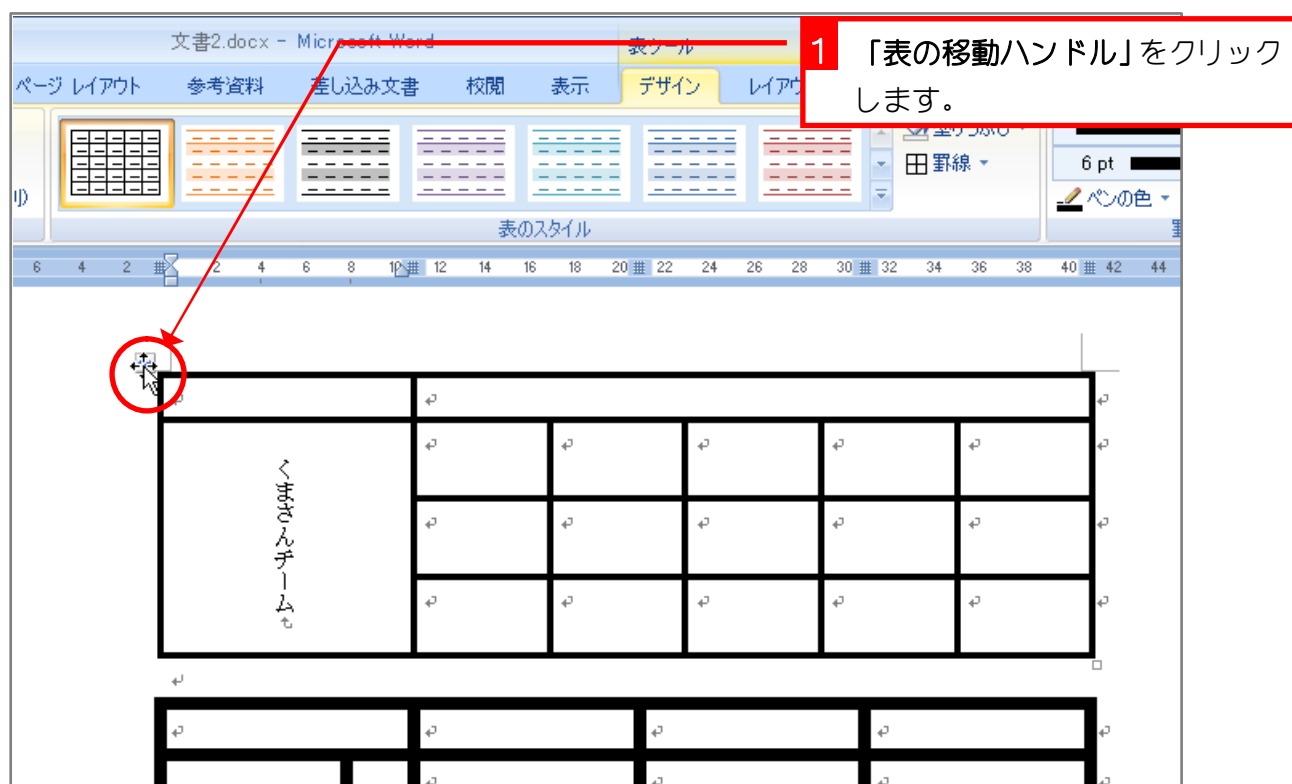 文書2.docx - Microsoft Word
表ツール
1 「表の移動ハンドル」をクリック
します。
ページ レイアウト 参考資料 差し込み文書 校閲 表示 デザイン レイアウ
罫線
6 pt
ペンの色
表のスタイル
6 4 2 2 4 6 8 10 12 14 16 18 20 22 24 26 28 30 32 34 36 38 40 42 44
くまさんチーム